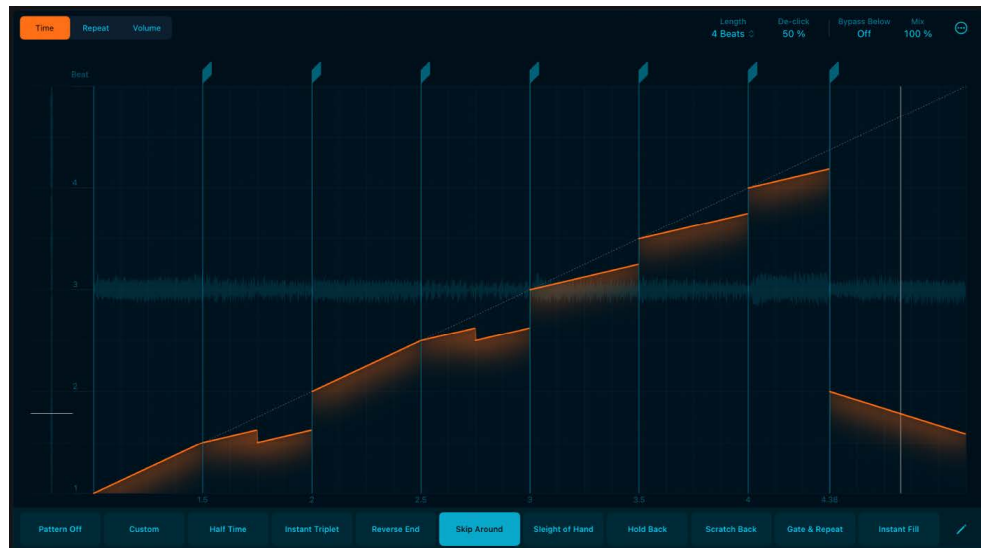 Time Repeat Volume
Length De-click Bypass Below Mix
4 Beats 50 % Off 100 %
Beat
4
3
2
1
1.5 2 2.5 3 3.5 4 4.38
Pattern Off Custom Half Time Instant Triplet Reverse End Skip Around Sleight of Hand Hold Back Scratch Back Gate & Repeat Instant Fill